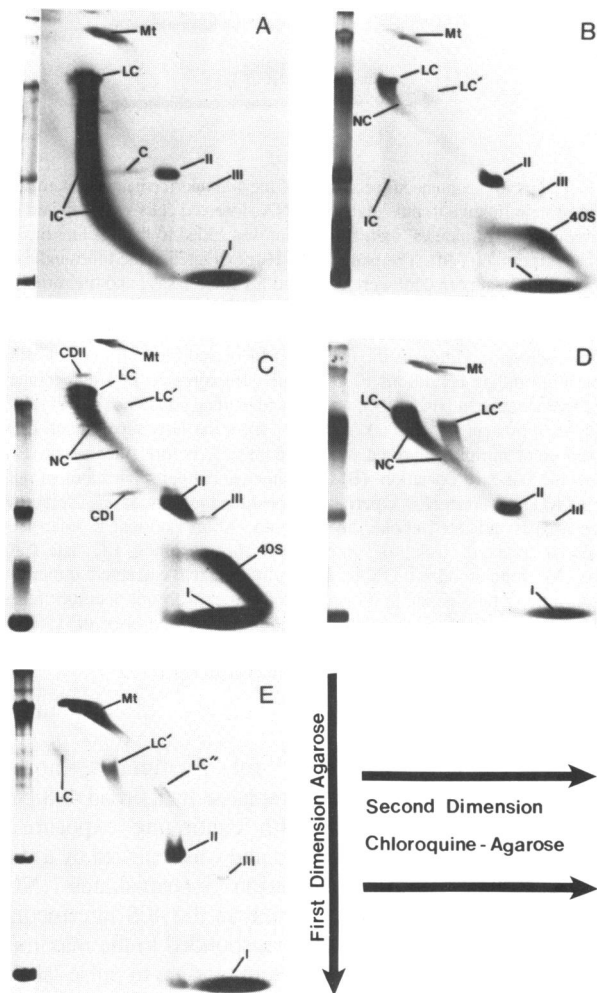 A
Mt
LC
C
II
III
IC
I
B
Mt
LC
LC′
NC
II
III
IC
40S
I
C
CDII
Mt
LC
LC′
NC
II
III
CDI
40S
I
D
Mt
LC
LC′
NC
II
III
I
E
Mt
LC′
LC″
LC
II
III
I
First Dimension Agarose
Second Dimension
Chloroquine-Agarose